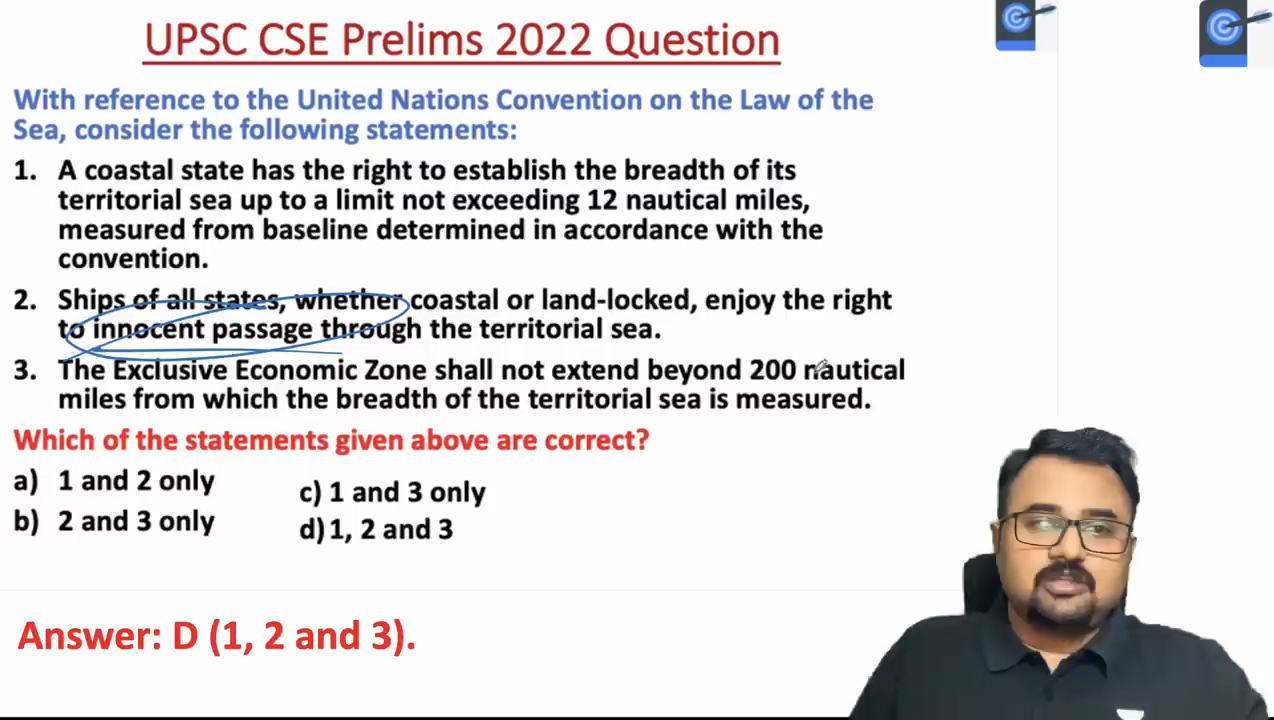 UPSC CSE Prelims 2022 Question
With reference to the United Nations Convention on the Law of the
Sea, consider the following statements:
1. A coastal state has the right to establish the breadth of its
territorial sea up to a limit not exceeding 12 nautical miles,
measured from baseline determined in accordance with the
convention.
2. Ships of all states, whether coastal or land-locked, enjoy the right
to innocent passage through the territorial sea.
3. The Exclusive Economic Zone shall not extend beyond 200 nautical
miles from which the breadth of the territorial sea is measured.
Which of the statements given above are correct?
a) 1 and 2 only
b) 2 and 3 only
c) 1 and 3 only
d) 1, 2 and 3
Answer: D (1, 2 and 3).